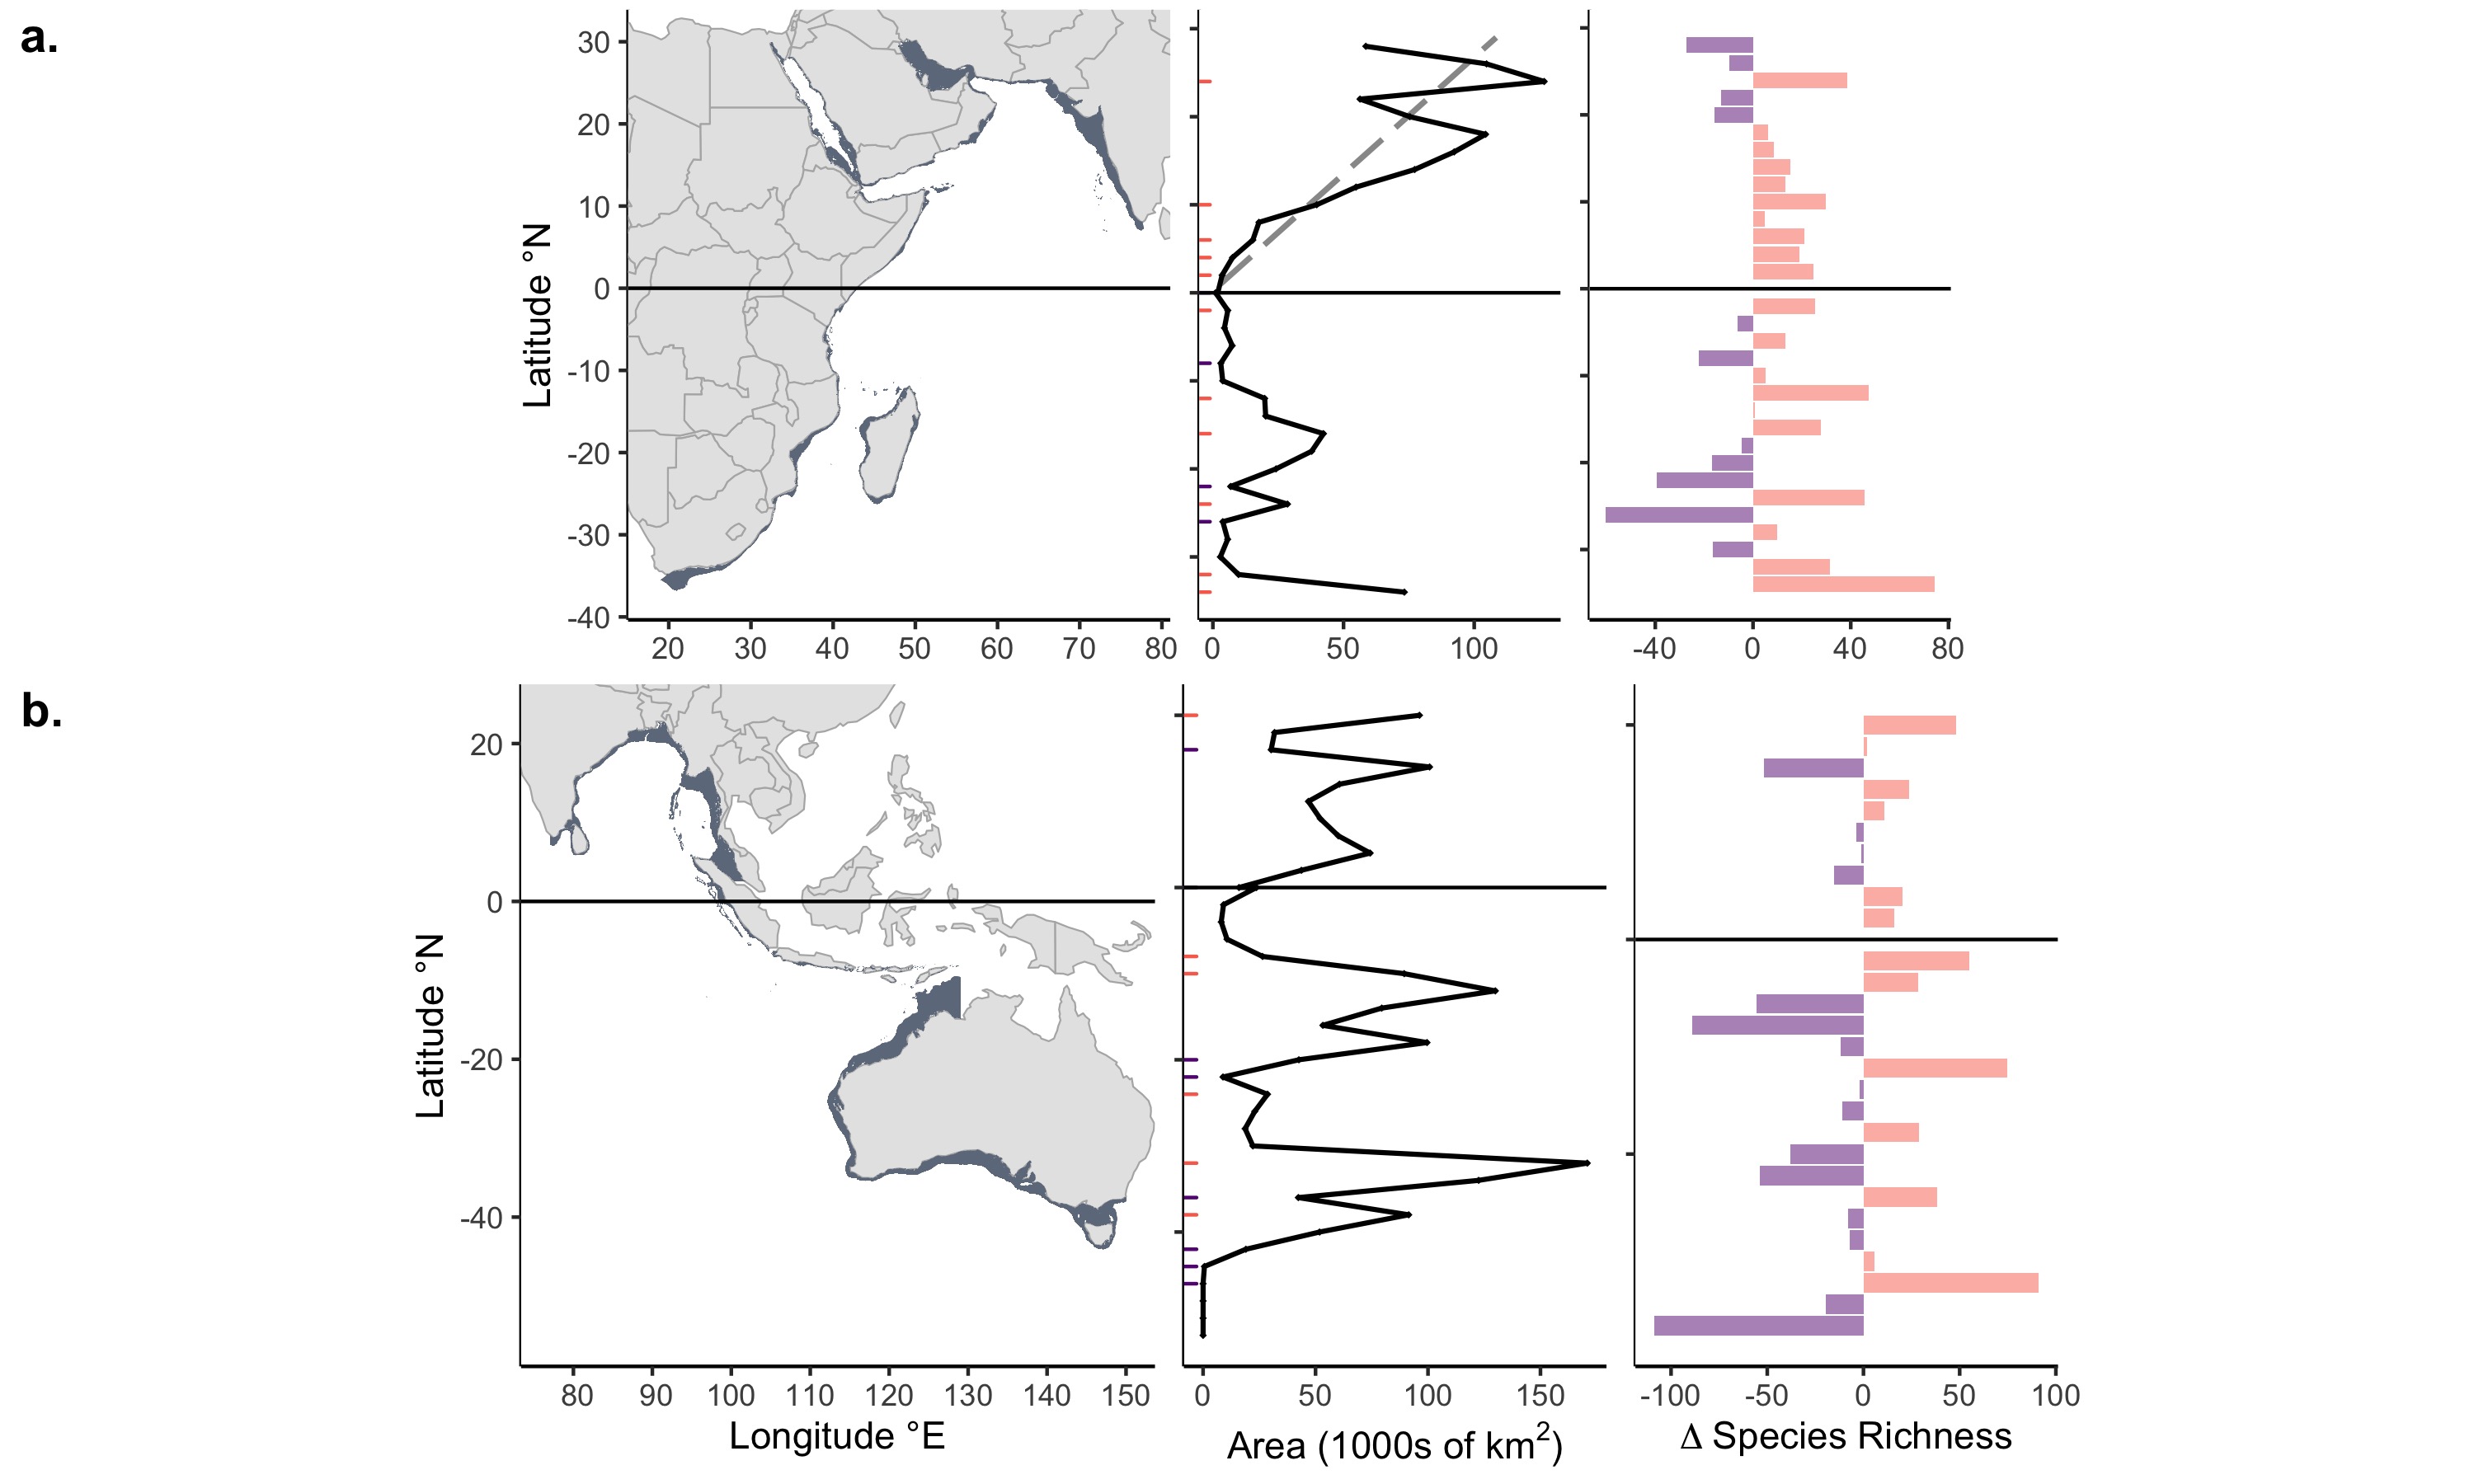 a.
30
20
10
0
-10
-20
-30
-40
Latitude °N
20 30 40 50 60 70 80
0 50 100
-40 0 40 80
b.
20
0
-20
-40
Latitude °N
80 90 100 110 120 130 140 150
0 50 100 150
-100 -50 0 50 100
Longitude °E
Area (1000s of km²)
Δ Species Richness